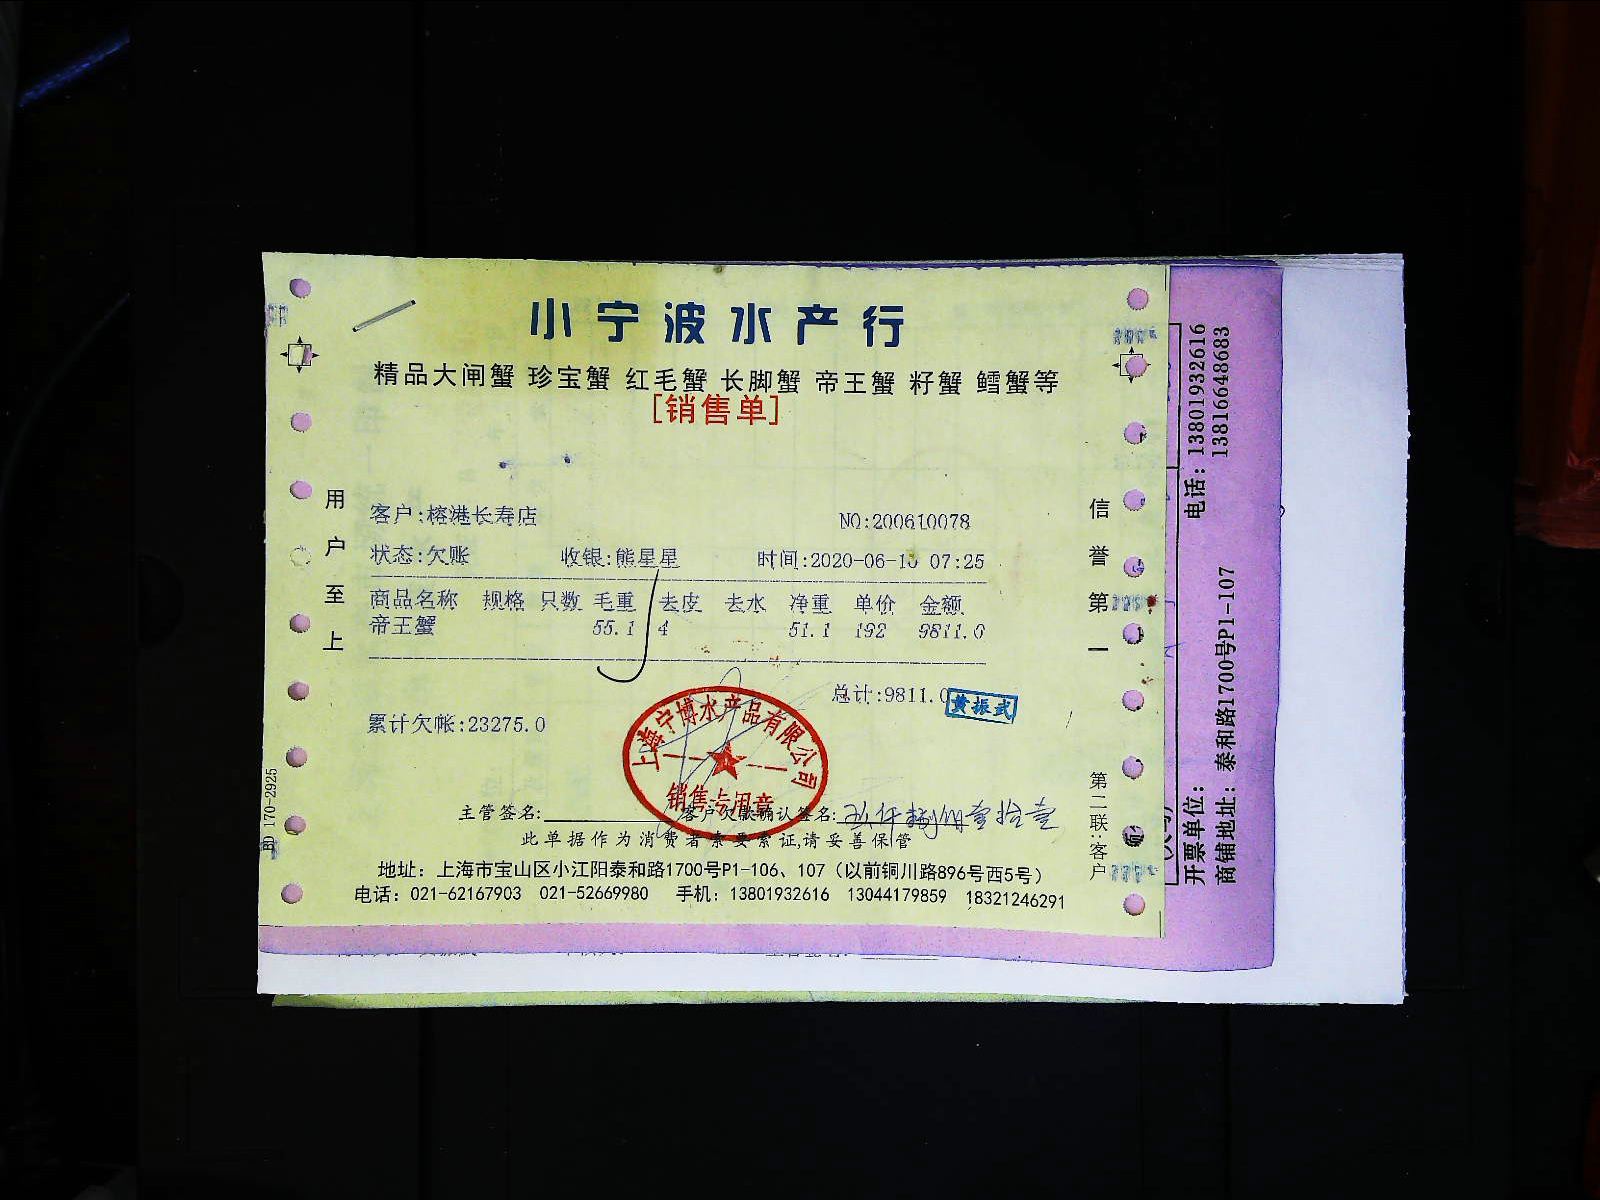 小宁波水产行
精品大闸蟹 珍宝蟹 红毛蟹 长脚蟹 帝王蟹 籽蟹 鳕蟹等
[销售单]
客户:榕港长寿店 NO:200610078
状态:欠账 收银:熊星星 时间:2020-06-10 07:25
商品名称 规格 只数 毛重 去皮 去水 净重 单价 金额
帝王蟹 55.1 4 51.1 192 9811.0
总计:9811.0
黄振武
累计欠帐:23275.0
上海宁博水产品有限公司
销售专用章
主管签名: 客户欠款确认签名:
此单据作为消费者索要索证,请妥善保管
地址：上海市宝山区小江阳泰和路1700号P1-106、107（以前铜川路896号西5号）
电话：021-62167903 021-52669980 手机：13801932616 13044179859 18321246291
用户至上
信誉第一
第二联:客户
BD 170-2925
开票单位： 电话：13801932616
商铺地址：泰和路1700号P1-107 13816648683